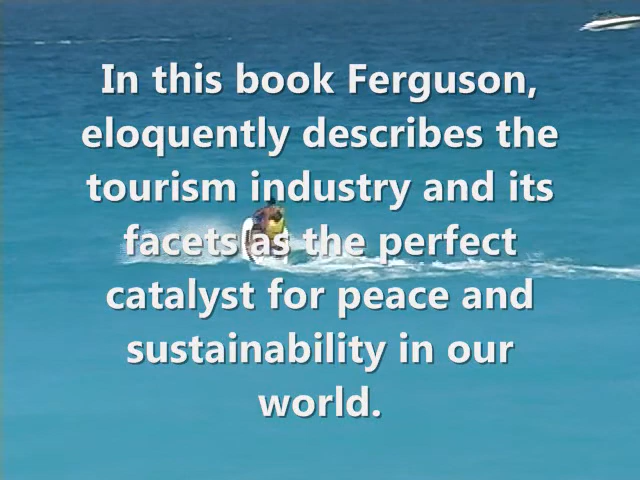 In this book Ferguson,
eloquently describes the
tourism industry and its
facets as the perfect
catalyst for peace and
sustainability in our
world.